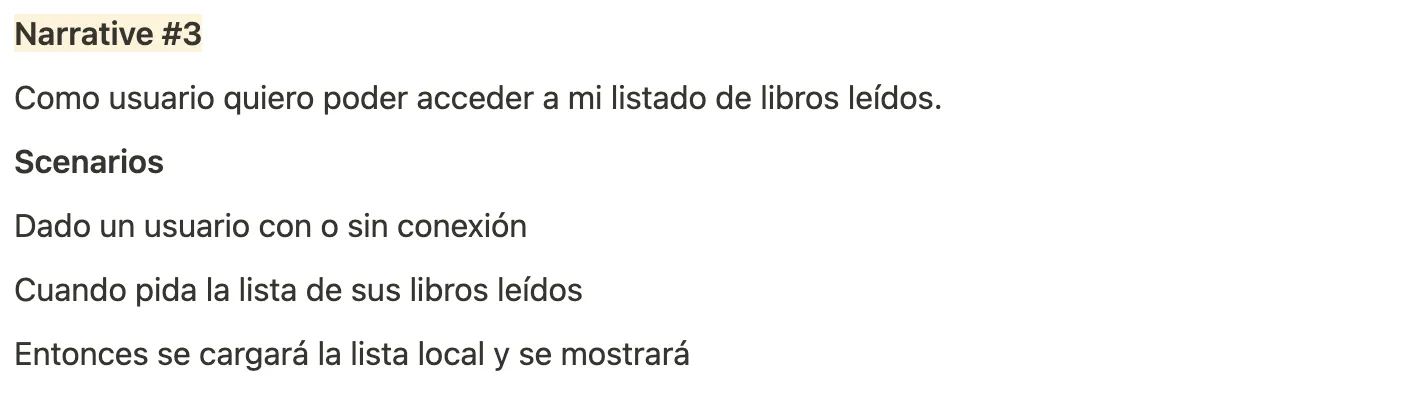 Narrative #3
Como usuario quiero poder acceder a mi listado de libros leídos.
Scenarios
Dado un usuario con o sin conexión
Cuando pida la lista de sus libros leídos
Entonces se cargará la lista local y se mostrará